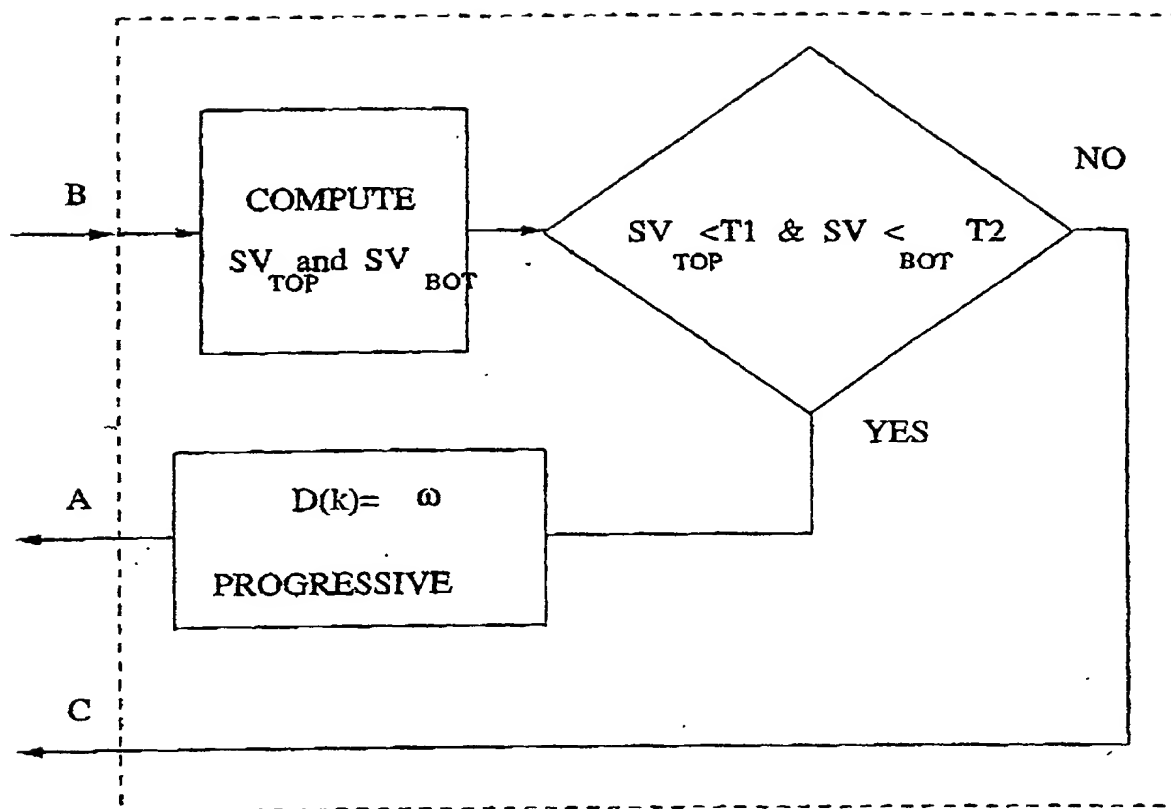 NO
B
COMPUTE
SV TOP and SV BOT
SV TOP <T1 & SV < BOT T2
YES
A
D(k)= ω
PROGRESSIVE
C